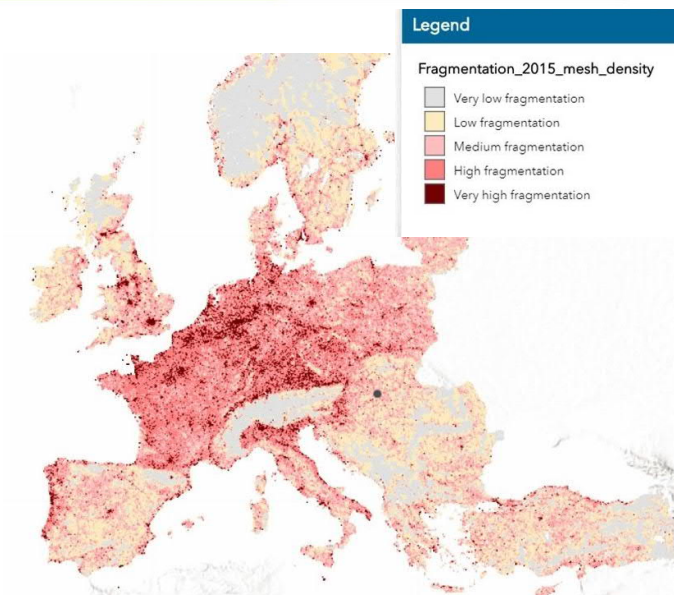 Legend
Fragmentation_2015_mesh_density
Very low fragmentation
Low fragmentation
Medium fragmentation
High fragmentation
Very high fragmentation